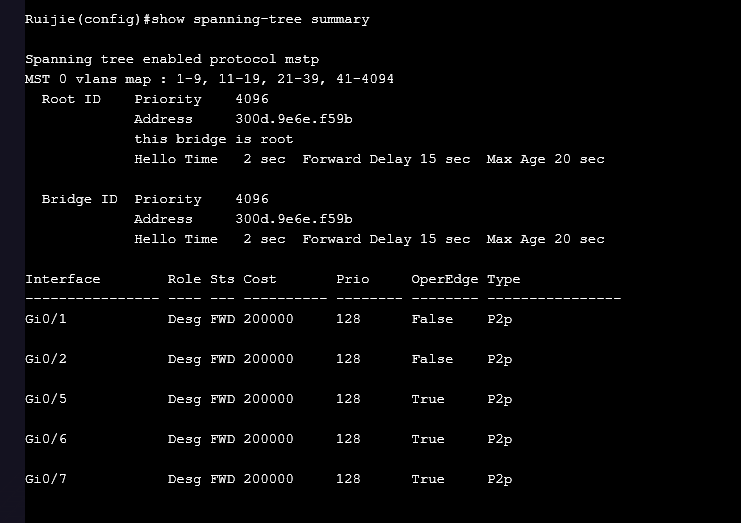 Ruijie(config)#show spanning-tree summary
Spanning tree enabled protocol mstp
MST 0 vlans map : 1-9, 11-19, 21-39, 41-4094
  Root ID    Priority    4096
             Address     300d.9e6e.f59b
             this bridge is root
             Hello Time   2 sec  Forward Delay 15 sec  Max Age 20 sec
  Bridge ID  Priority    4096
             Address     300d.9e6e.f59b
             Hello Time   2 sec  Forward Delay 15 sec  Max Age 20 sec
Interface        Role Sts Cost       Prio     OperEdge Type
---------------- ---- --- ---------- -------- -------- ----------------
Gi0/1            Desg FWD 200000     128      False    P2p
Gi0/2            Desg FWD 200000     128      False    P2p
Gi0/5            Desg FWD 200000     128      True     P2p
Gi0/6            Desg FWD 200000     128      True     P2p
Gi0/7            Desg FWD 200000     128      True     P2p